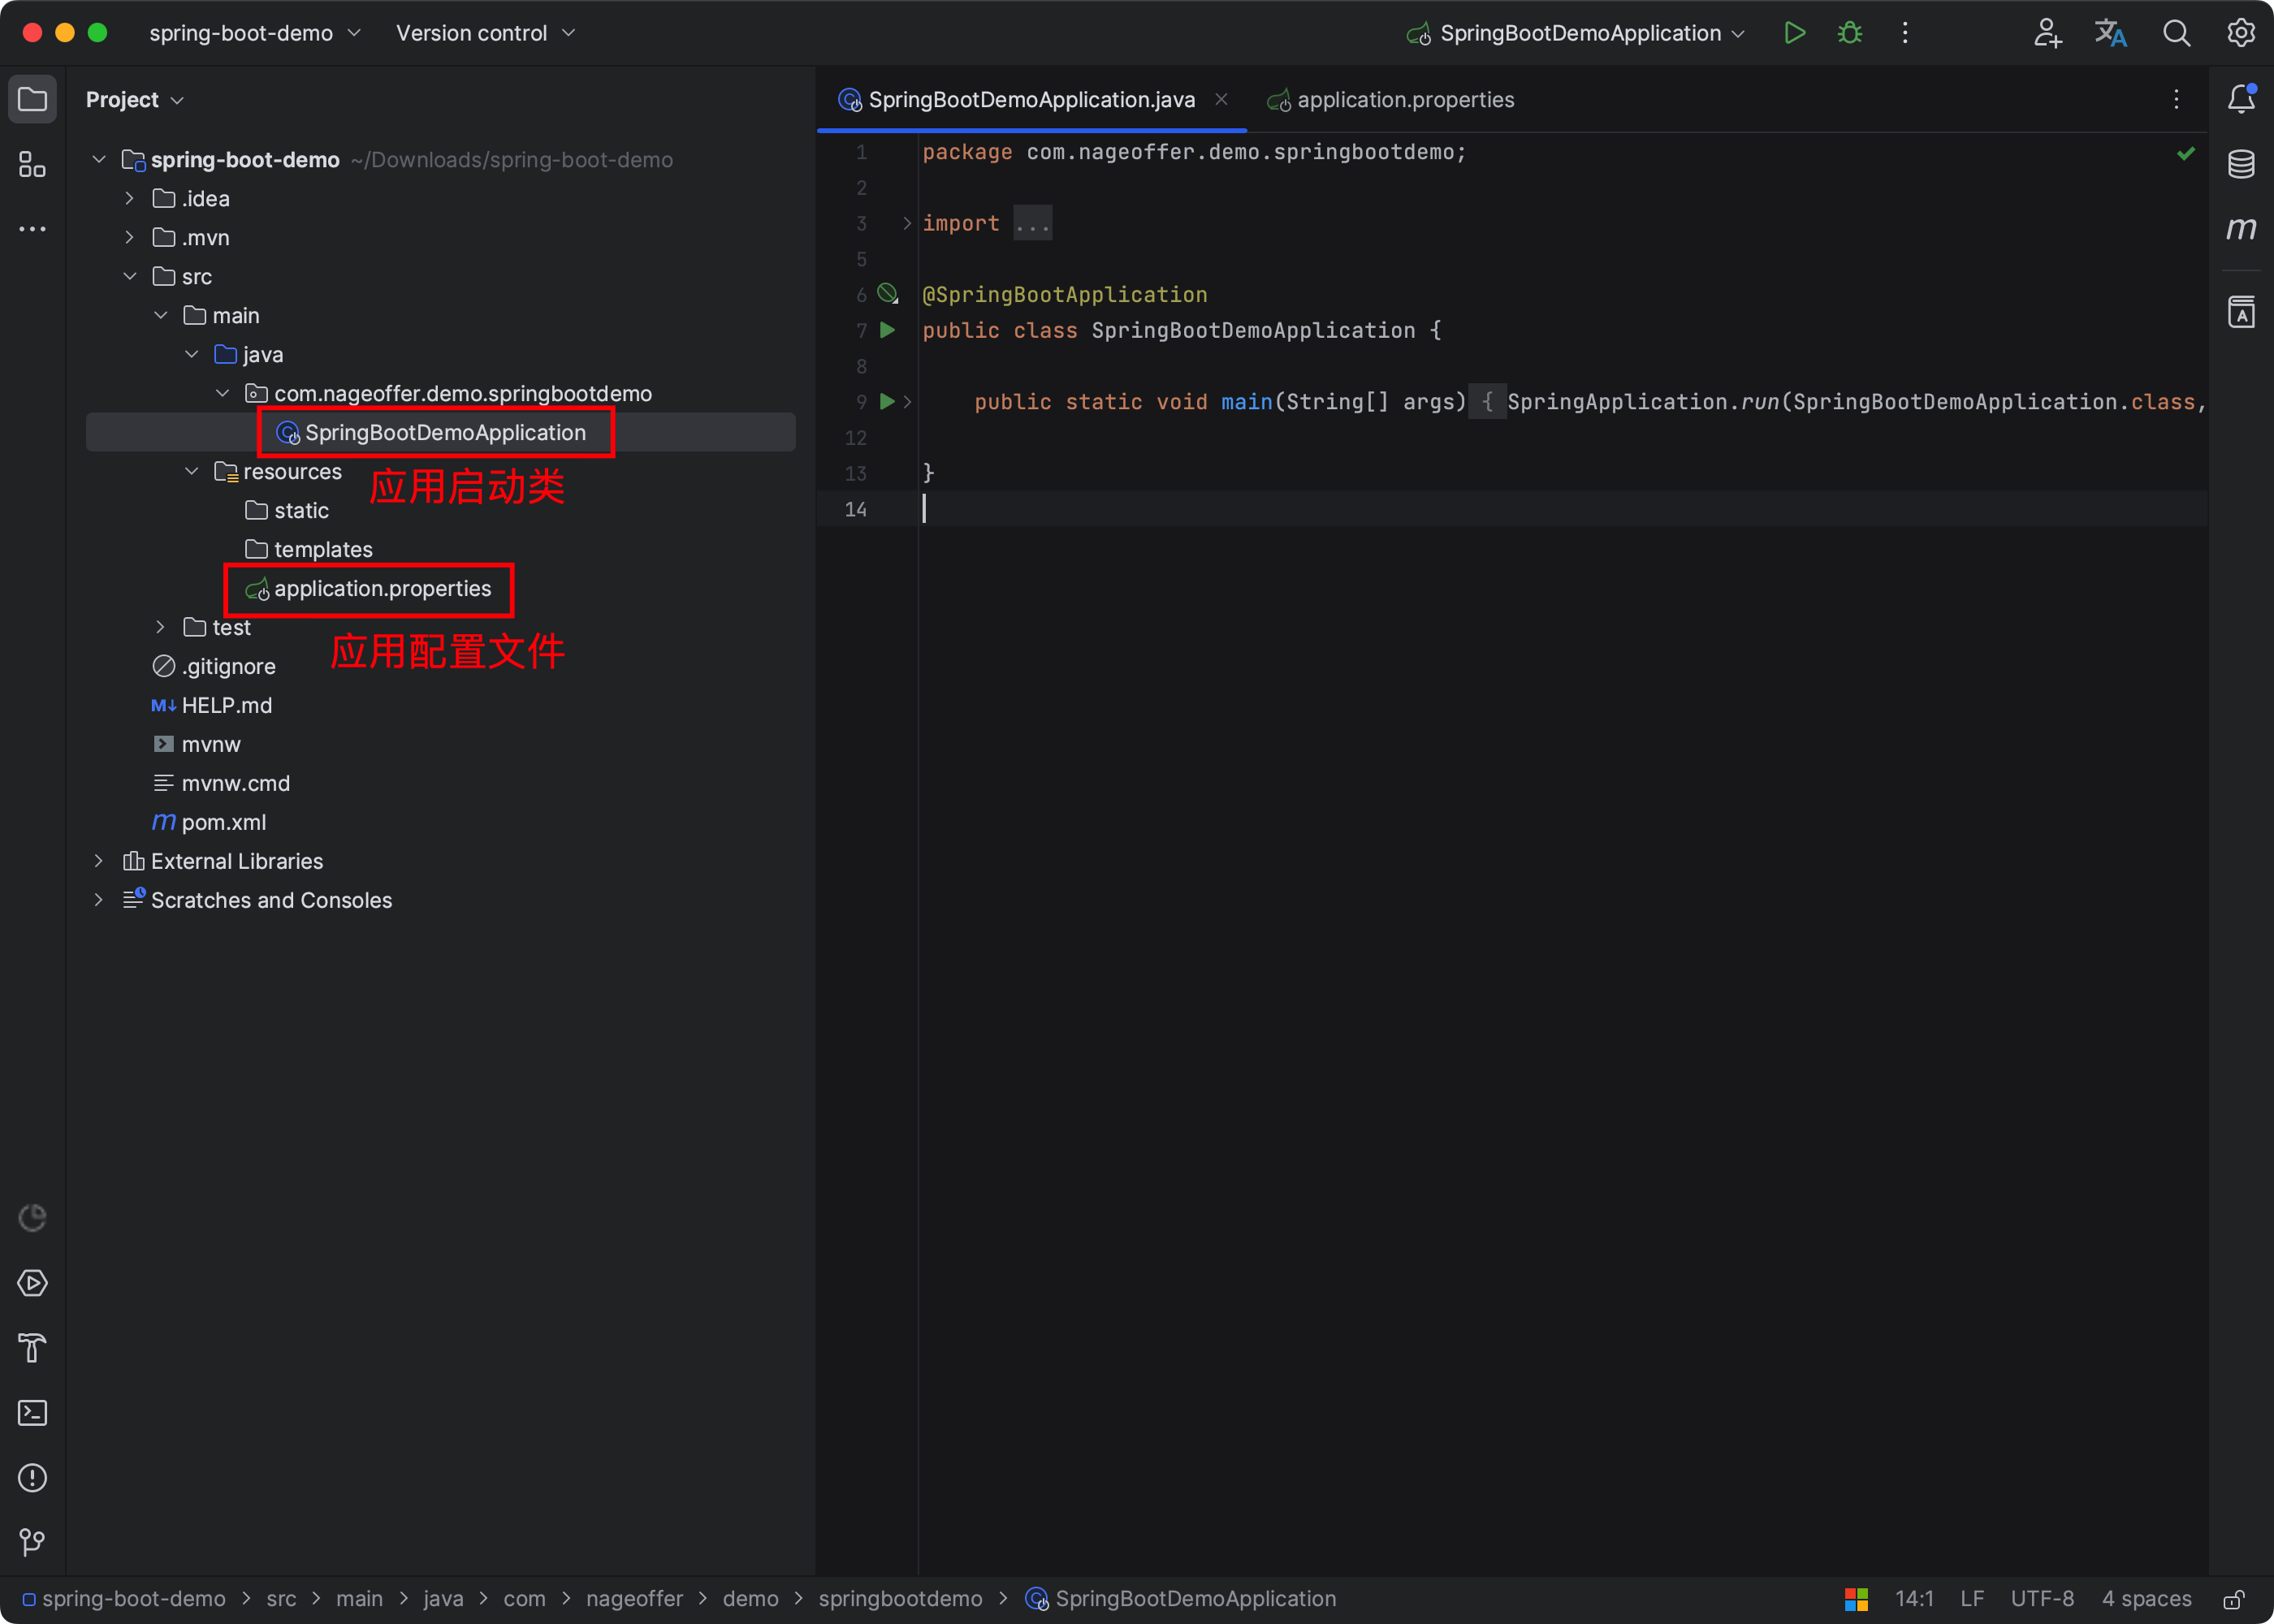 spring-boot-demo Version control SpringBootDemoApplication
Project
spring-boot-demo ~/Downloads/spring-boot-demo
.idea
.mvn
src
main
java
com.nageoffer.demo.springbootdemo
SpringBootDemoApplication
应用启动类
resources
static
templates
application.properties
应用配置文件
test
.gitignore
HELP.md
mvnw
mvnw.cmd
pom.xml
External Libraries
Scratches and Consoles
SpringBootDemoApplication.java application.properties
1 package com.nageoffer.demo.springbootdemo;
2
3 import ...
5
6 @SpringBootApplication
7 public class SpringBootDemoApplication {
8
9 public static void main(String[] args) { SpringApplication.run(SpringBootDemoApplication.class,
12
13 }
14
spring-boot-demo > src > main > java > com > nageoffer > demo > springbootdemo > SpringBootDemoApplication 14:1 LF UTF-8 4 spaces